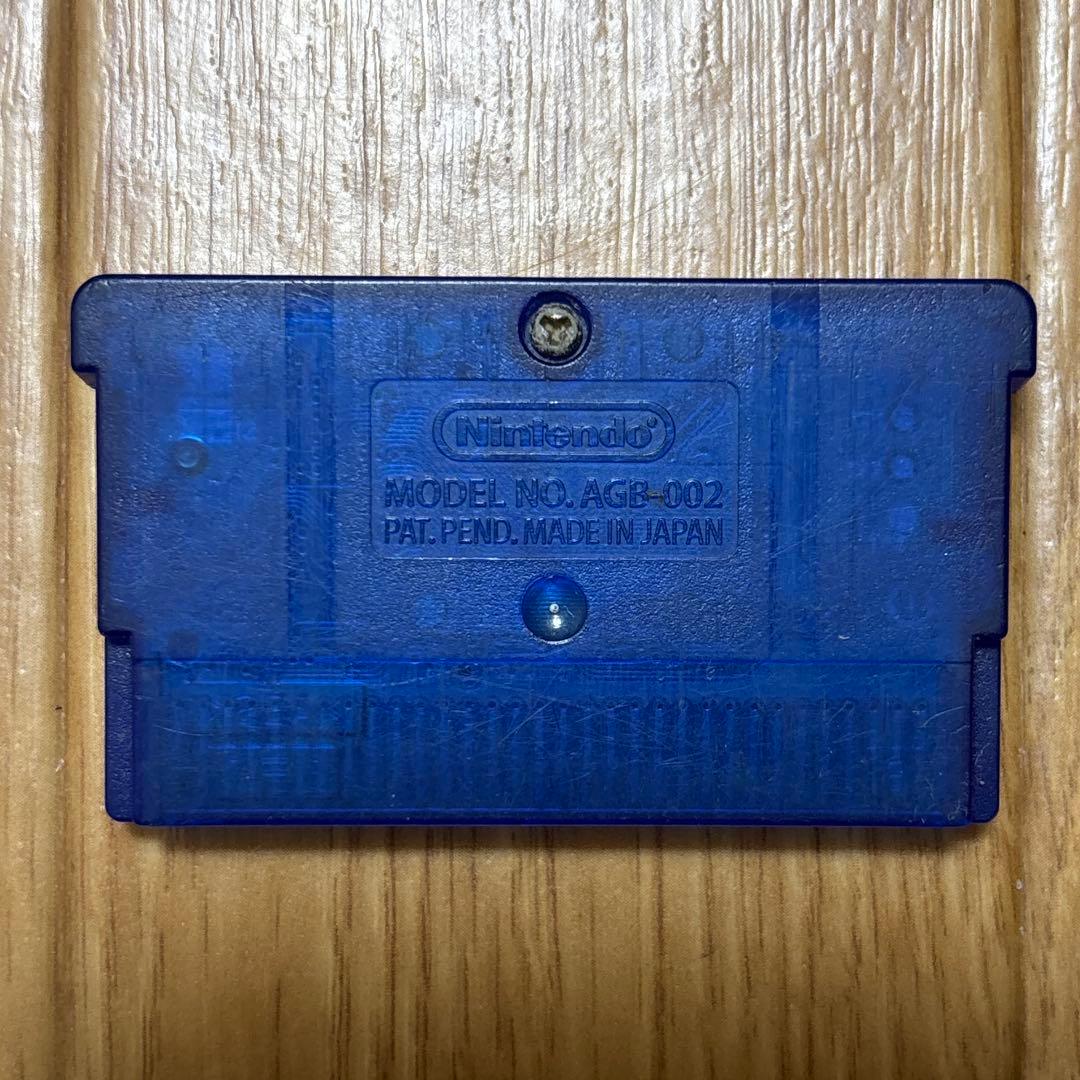 Nintendo®
MODEL NO. AGB-002
PAT. PEND. MADE IN JAPAN